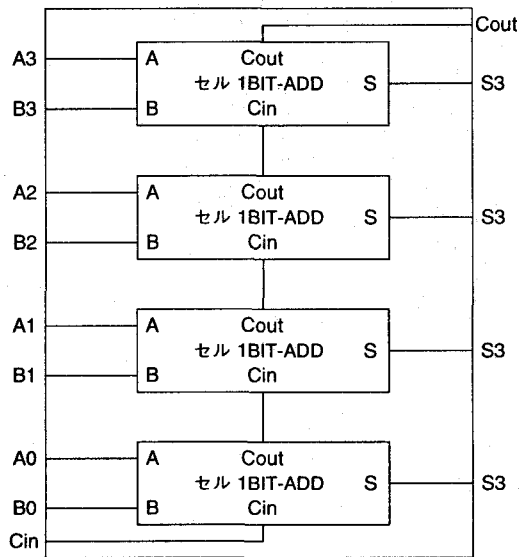 Cout
A3 A Cout
セル 1BIT-ADD S S3
B3 B Cin
A2 A Cout
セル 1BIT-ADD S S3
B2 B Cin
A1 A Cout
セル 1BIT-ADD S S3
B1 B Cin
A0 A Cout
セル 1BIT-ADD S S3
B0 B Cin
Cin